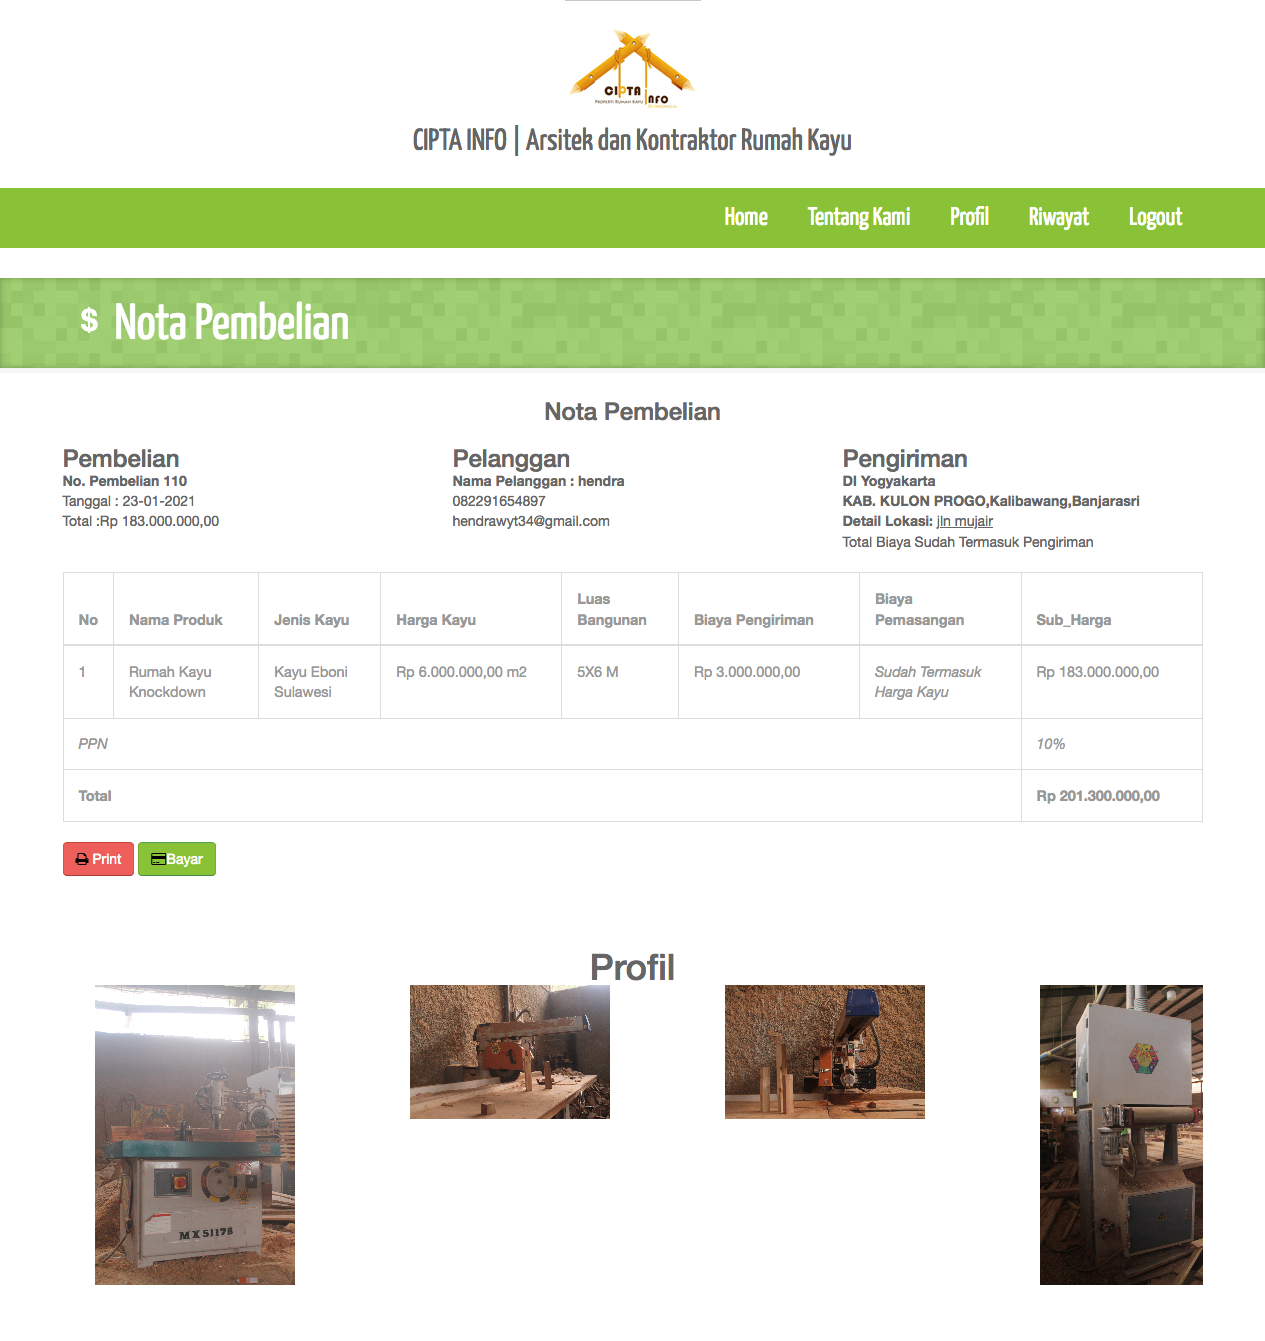 CIPTA
INFO
PROPERTI RUMAH KAYU
CIPTA INFO | Arsitek dan Kontraktor Rumah Kayu
Home Tentang Kami Profil Riwayat Logout
$ Nota Pembelian
Nota Pembelian
Pembelian
No. Pembelian 110
Tanggal : 23-01-2021
Total :Rp 183.000.000,00
Pelanggan
Nama Pelanggan : hendra
082291654897
hendrawyt34@gmail.com
Pengiriman
DI Yogyakarta
KAB. KULON PROGO,Kalibawang,Banjarasri
Detail Lokasi: jln mujair
Total Biaya Sudah Termasuk Pengiriman
No Nama Produk Jenis Kayu Harga Kayu Luas Bangunan Biaya Pengiriman Biaya Pemasangan Sub_Harga
1 Rumah Kayu Knockdown Kayu Eboni Sulawesi Rp 6.000.000,00 m2 5X6 M Rp 3.000.000,00 Sudah Termasuk Harga Kayu Rp 183.000.000,00
PPN 10%
Total Rp 201.300.000,00
Print Bayar
Profil
MX5117B